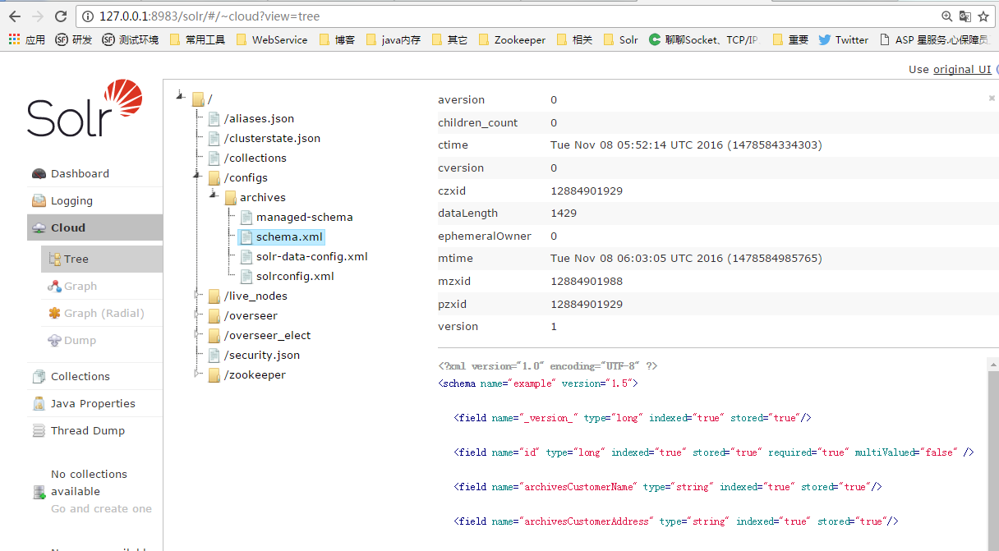 127.0.0.1:8983/solr/#/~cloud?view=tree
应用 SF 研发 SF 测试环境 常用工具 WebService 博客 java内存 其它 Zookeeper 相关 Solr C 聊聊Socket、TCP/IP 重要 Twitter ASP 星服务.心保障员
Use original UI
Solr
Dashboard
Logging
Cloud
Tree
Graph
Graph (Radial)
Dump
Collections
Java Properties
Thread Dump
No collections
available
Go and create one
/
/aliases.json
/clusterstate.json
/collections
/configs
archives
managed-schema
schema.xml
solr-data-config.xml
solrconfig.xml
/live_nodes
/overseer
/overseer_elect
/security.json
/zookeeper
aversion 0
children_count 0
ctime Tue Nov 08 05:52:14 UTC 2016 (1478584334303)
cversion 0
czxid 12884901929
dataLength 1429
ephemeralOwner 0
mtime Tue Nov 08 06:03:05 UTC 2016 (1478584985765)
mzxid 12884901988
pzxid 12884901929
version 1
<?xml version="1.0" encoding="UTF-8" ?>
<schema name="example" version="1.5">
<field name="_version_" type="long" indexed="true" stored="true"/>
<field name="id" type="long" indexed="true" stored="true" required="true" multiValued="false" />
<field name="archivesCustomerName" type="string" indexed="true" stored="true"/>
<field name="archivesCustomerAddress" type="string" indexed="true" stored="true"/>